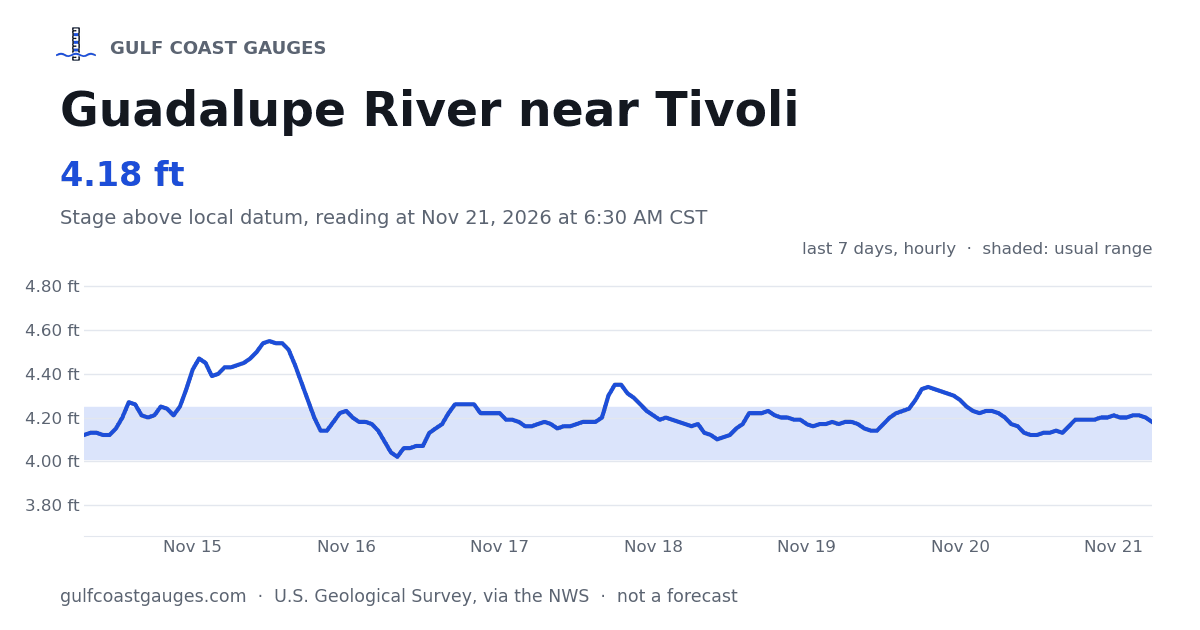 GULF COAST GAUGES
Guadalupe River near Tivoli
4.18 ft
Stage above local datum, reading at Nov 21, 2026 at 6:30 AM CST
last 7 days, hourly · shaded: usual range
4.80 ft
4.60 ft
4.40 ft
4.20 ft
4.00 ft
3.80 ft
Nov 15 Nov 16 Nov 17 Nov 18 Nov 19 Nov 20 Nov 21
gulfcoastgauges.com · U.S. Geological Survey, via the NWS · not a forecast